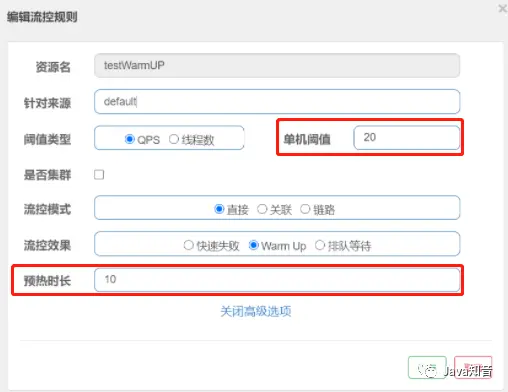 编辑流控规则
资源名 testWarmUP
针对来源 default
阈值类型 QPS 线程数 单机阈值 20
是否集群
流控模式 直接 关联 链路
流控效果 快速失败 Warm Up 排队等待
预热时长 10
关闭高级选项
Java知音